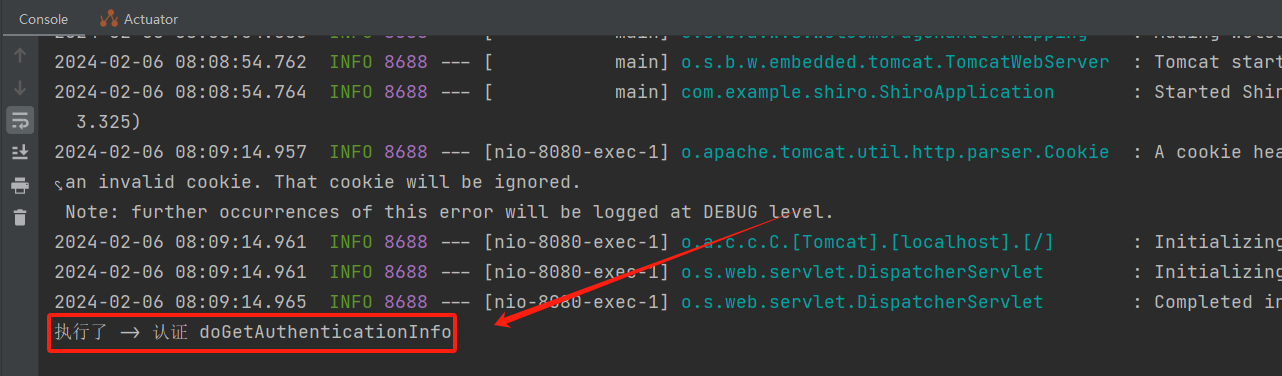 Console Actuator
2024-02-06 08:08:54.762 INFO 8688 --- [ main] o.s.b.w.embedded.tomcat.TomcatWebServer : Tomcat start
2024-02-06 08:08:54.764 INFO 8688 --- [ main] com.example.shiro.ShiroApplication : Started Shir
3.325)
2024-02-06 08:09:14.957 INFO 8688 --- [nio-8080-exec-1] o.apache.tomcat.util.http.parser.Cookie : A cookie hea
an invalid cookie. That cookie will be ignored.
Note: further occurrences of this error will be logged at DEBUG level.
2024-02-06 08:09:14.961 INFO 8688 --- [nio-8080-exec-1] o.a.c.c.C.[Tomcat].[localhost].[/] : Initializing
2024-02-06 08:09:14.961 INFO 8688 --- [nio-8080-exec-1] o.s.web.servlet.DispatcherServlet : Initializing
2024-02-06 08:09:14.965 INFO 8688 --- [nio-8080-exec-1] o.s.web.servlet.DispatcherServlet : Completed in
执行了 —> 认证 doGetAuthenticationInfo